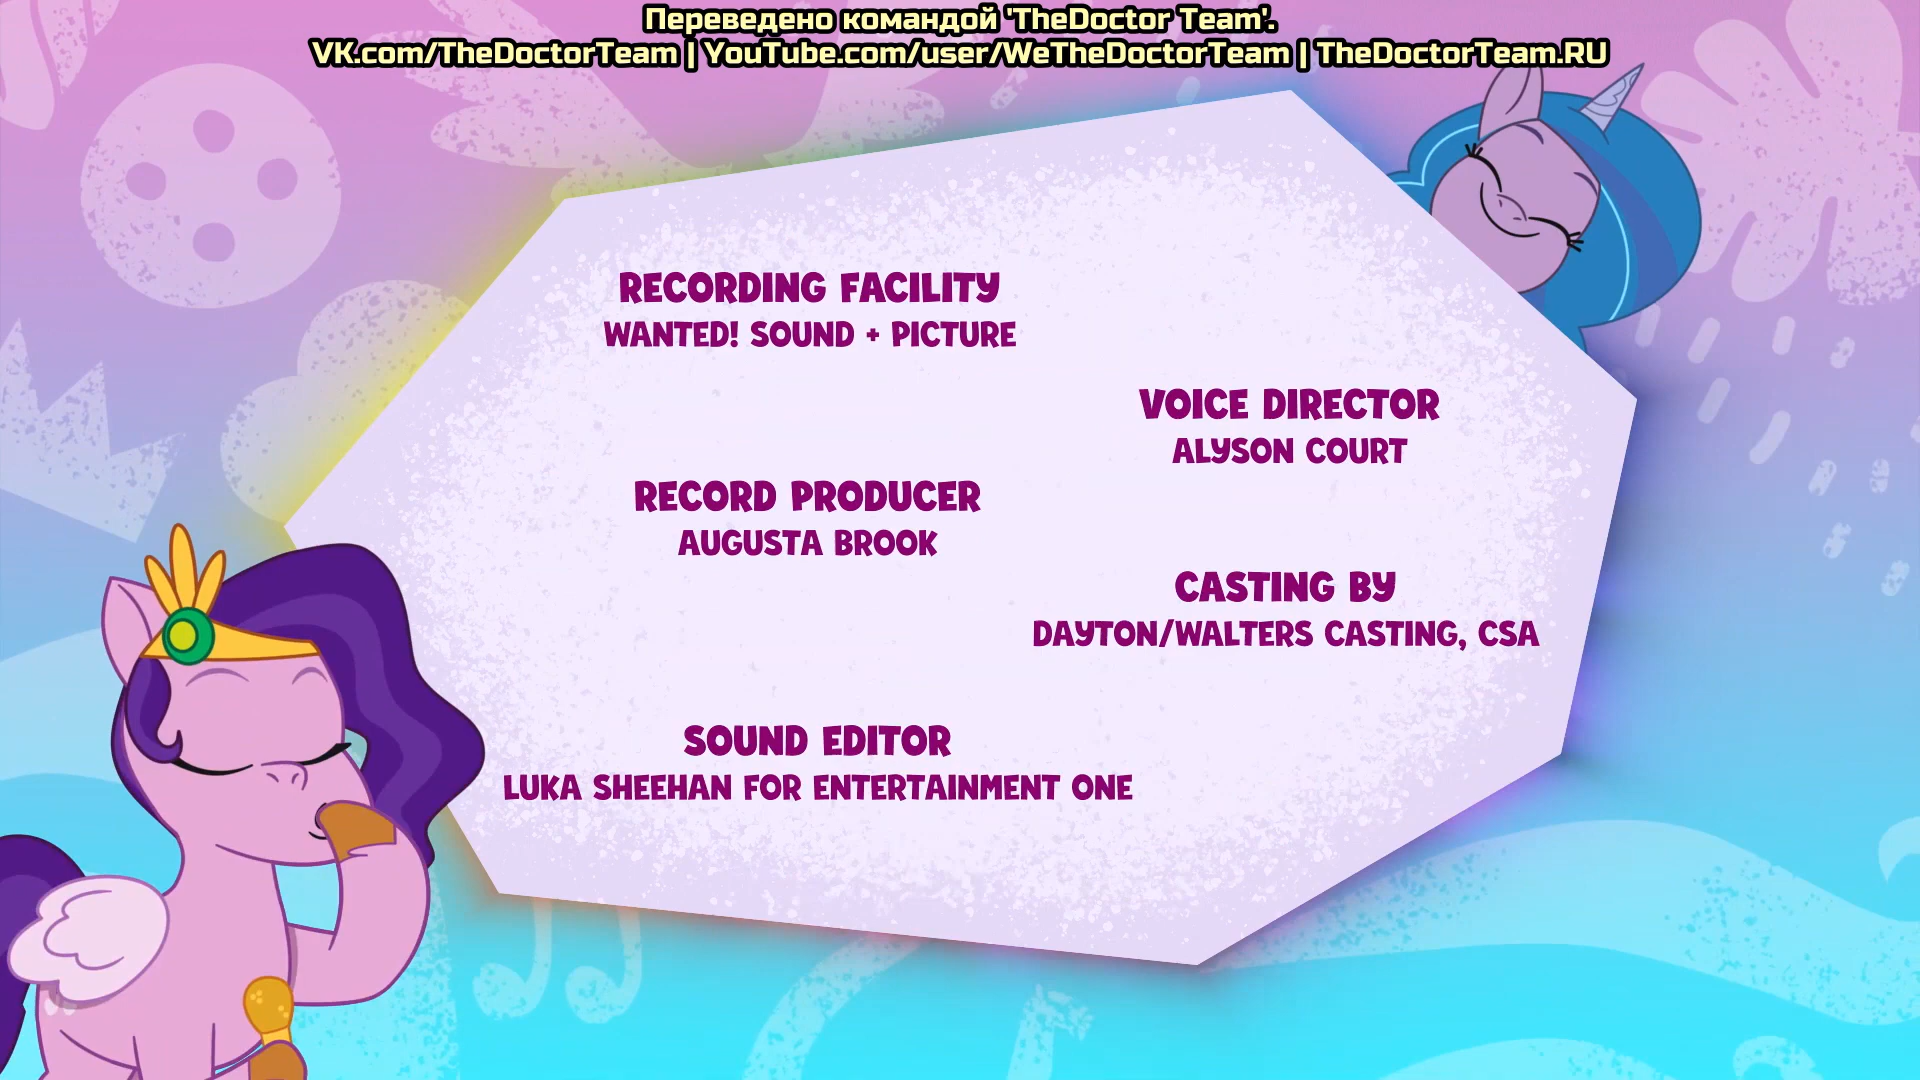 Переведено командой 'TheDoctor Team'.
VK.com/TheDoctorTeam | YouTube.com/user/WeTheDoctorTeam | TheDoctorTeam.RU
RECORDING FACILITY
WANTED! SOUND + PICTURE
VOICE DIRECTOR
ALYSON COURT
RECORD PRODUCER
AUGUSTA BROOK
CASTING BY
DAYTON/WALTERS CASTING, CSA
SOUND EDITOR
LUKA SHEEHAN FOR ENTERTAINMENT ONE